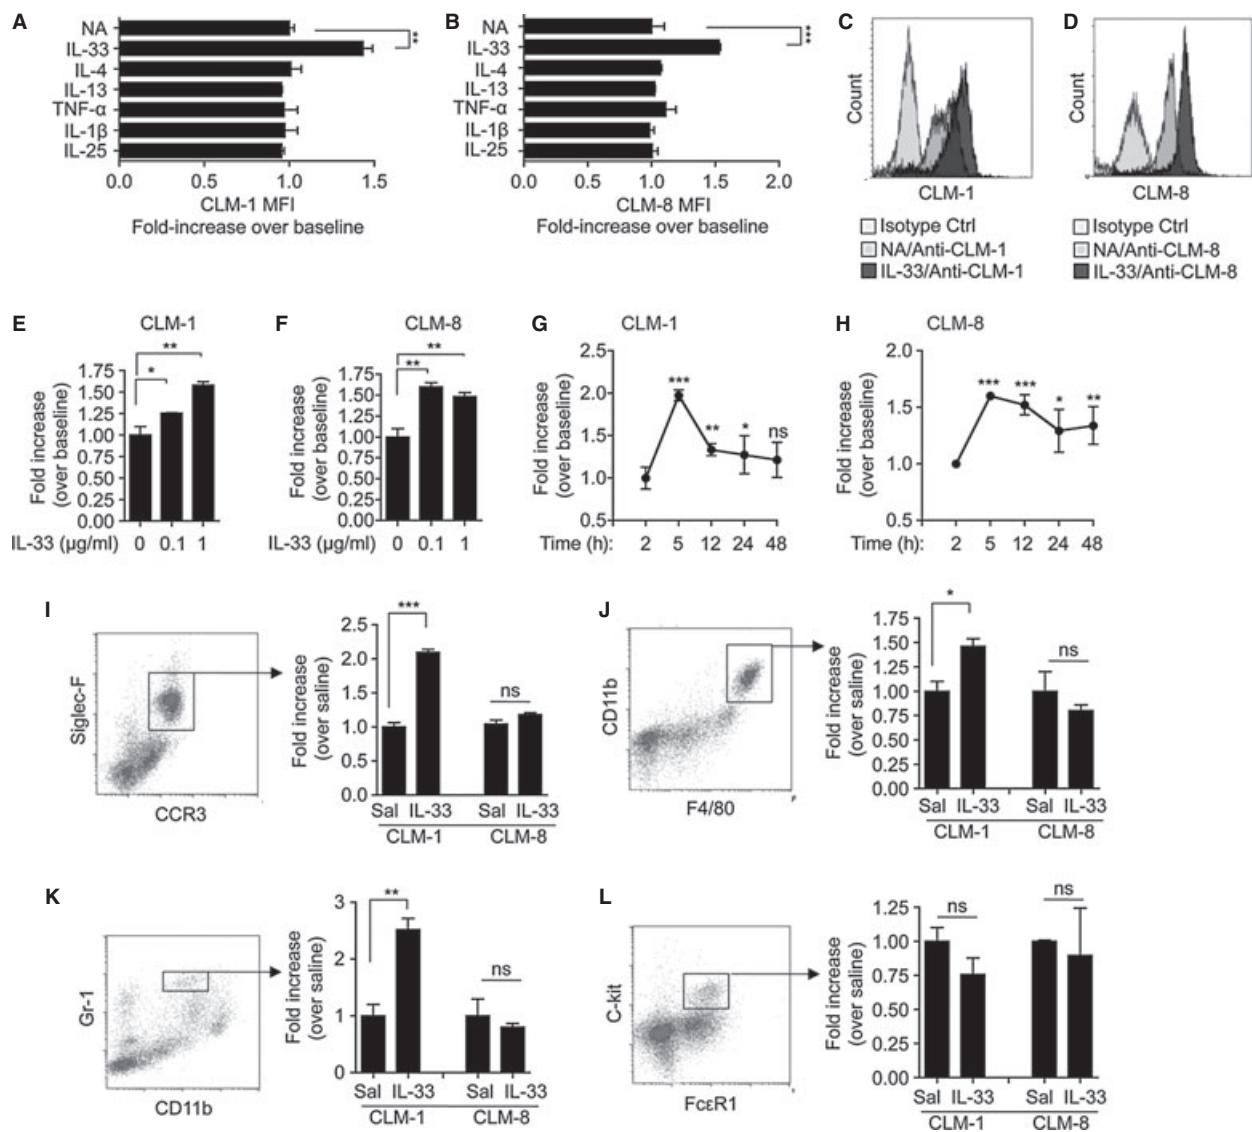 A
NA
IL-33
IL-4
IL-13
TNF-α
IL-1β
IL-25
**
0.0 0.5 1.0 1.5
CLM-1 MFI
Fold-increase over baseline
B
NA
IL-33
IL-4
IL-13
TNF-α
IL-1β
IL-25
***
0.0 0.5 1.0 1.5 2.0
CLM-8 MFI
Fold-increase over baseline
C
Count
CLM-1
Isotype Ctrl
NA/Anti-CLM-1
IL-33/Anti-CLM-1
D
Count
CLM-8
Isotype Ctrl
NA/Anti-CLM-8
IL-33/Anti-CLM-8
E
CLM-1
Fold increase
(over baseline)
1.75
1.50
1.25
1.00
0.75
0.50
0.25
0.00
**
*
IL-33 (μg/ml) 0 0.1 1
F
CLM-8
Fold increase
(over baseline)
1.75
1.50
1.25
1.00
0.75
0.50
0.25
0.00
**
**
IL-33 (μg/ml) 0 0.1 1
G
CLM-1
Fold increase
(over baseline)
2.5
2.0
1.5
1.0
0.5
*** ** * ns
Time (h): 2 5 12 24 48
H
CLM-8
Fold increase
(over baseline)
2.0
1.5
1.0
0.5
*** *** * **
Time (h): 2 5 12 24 48
I
Siglec-F
CCR3
Fold increase
(over saline)
2.5
2.0
1.5
1.0
0.5
0.0
***
ns
Sal IL-33 Sal IL-33
CLM-1 CLM-8
J
CD11b
F4/80
Fold increase
(over saline)
1.75
1.50
1.25
1.00
0.75
0.50
0.25
0.00
*
ns
Sal IL-33 Sal IL-33
CLM-1 CLM-8
K
Gr-1
CD11b
Fold increase
(over saline)
3
2
1
0
**
ns
Sal IL-33 Sal IL-33
CLM-1 CLM-8
L
C-kit
FcεR1
Fold increase
(over saline)
1.25
1.00
0.75
0.50
0.25
0.00
ns
ns
Sal IL-33 Sal IL-33
CLM-1 CLM-8